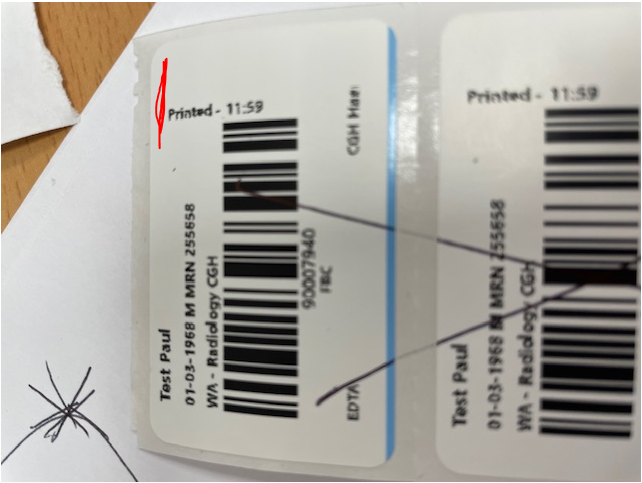 Printed - 11:59
Test Paul
01-03-1968 M MRN 255658
WA - Radiology CGH
90007940
FBC
EDTA
CGH Haem
Printed - 11:59
Test Paul
01-03-1968 M MRN 255658
WA - Radiology CGH